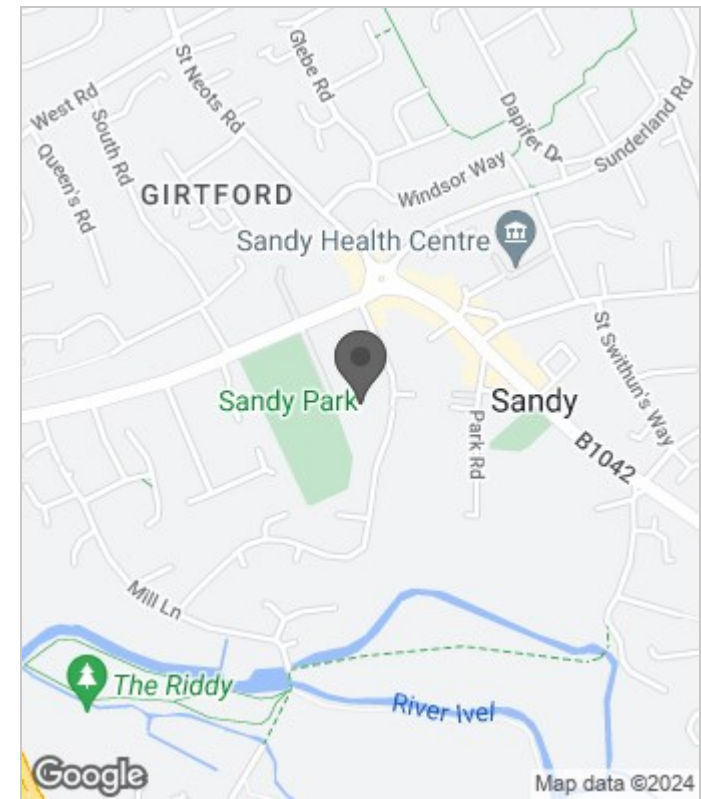 Glebe Rd
St Neots Rd
West Rd
South Rd
Queen's Rd
Dapifer Dr
Sunderland Rd
Windsor Way
GIRTFORD
Sandy Health Centre
St Swithun's Way
Sandy Park
Sandy
Park Rd
B1042
Mill Ln
The Riddy
River Ivel
Google
Map data ©2024